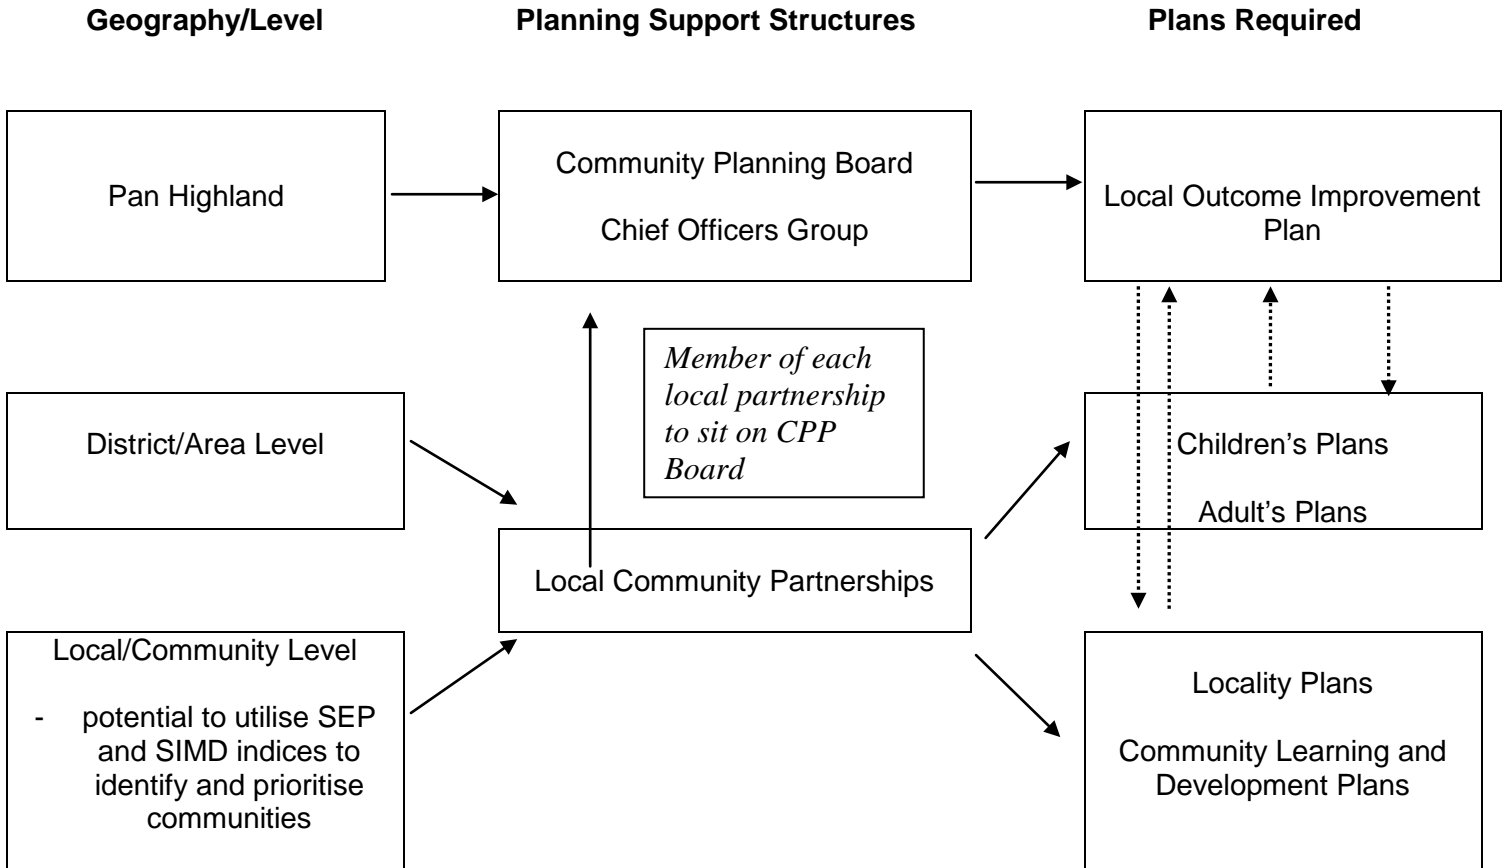 Geography/Level
Planning Support Structures
Plans Required
Pan Highland
Community Planning Board
Chief Officers Group
Local Outcome Improvement
Plan
Member of each
local partnership
to sit on CPP
Board
District/Area Level
Children’s Plans
Adult’s Plans
Local Community Partnerships
Local/Community Level
- potential to utilise SEP
and SIMD indices to
identify and prioritise
communities
Locality Plans
Community Learning and
Development Plans